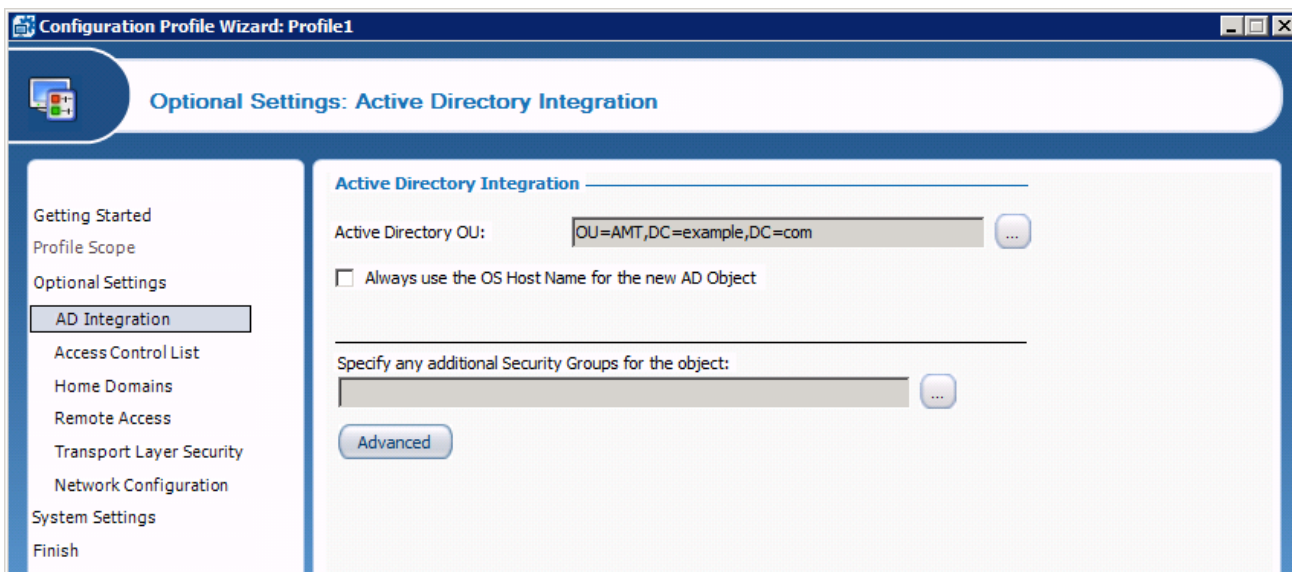 Configuration Profile Wizard: Profile1
Optional Settings: Active Directory Integration
Getting Started
Profile Scope
Optional Settings
AD Integration
Access Control List
Home Domains
Remote Access
Transport Layer Security
Network Configuration
System Settings
Finish
Active Directory Integration
Active Directory OU: OU=AMT,DC=example,DC=com ...
Always use the OS Host Name for the new AD Object
Specify any additional Security Groups for the object:
...
Advanced